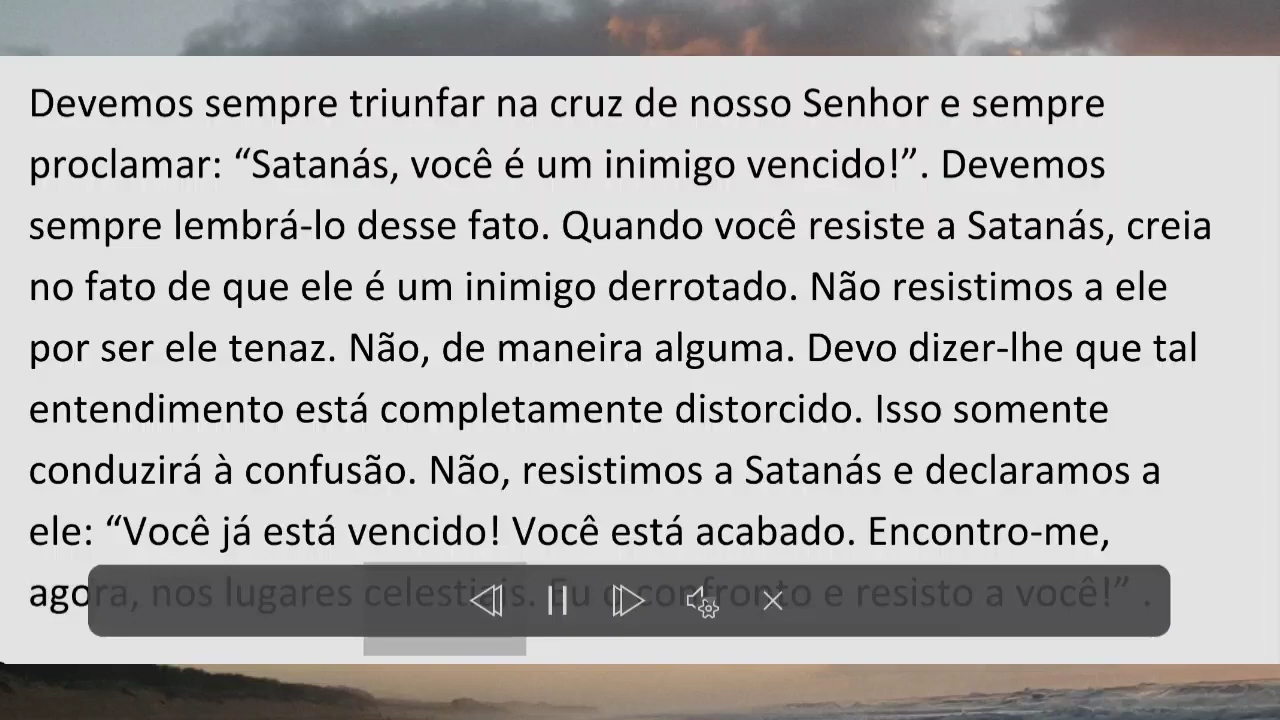 Devemos sempre triunfar na cruz de nosso Senhor e sempre
proclamar: “Satanás, você é um inimigo vencido!”. Devemos
sempre lembrá-lo desse fato. Quando você resiste a Satanás, creia
no fato de que ele é um inimigo derrotado. Não resistimos a ele
por ser ele tenaz. Não, de maneira alguma. Devo dizer-lhe que tal
entendimento está completamente distorcido. Isso somente
conduzirá à confusão. Não, resistimos a Satanás e declaramos a
ele: “Você já está vencido! Você está acabado. Encontro-me,
agora, nos lugares celestiais. Eu o confronto e resisto a você!” .